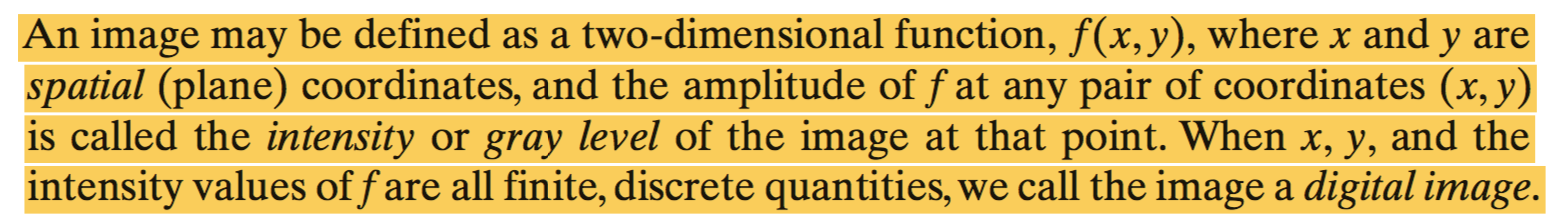 An image may be defined as a two-dimensional function, f(x, y), where x and y are
spatial (plane) coordinates, and the amplitude of f at any pair of coordinates (x, y)
is called the intensity or gray level of the image at that point. When x, y, and the
intensity values of f are all finite, discrete quantities, we call the image a digital image.